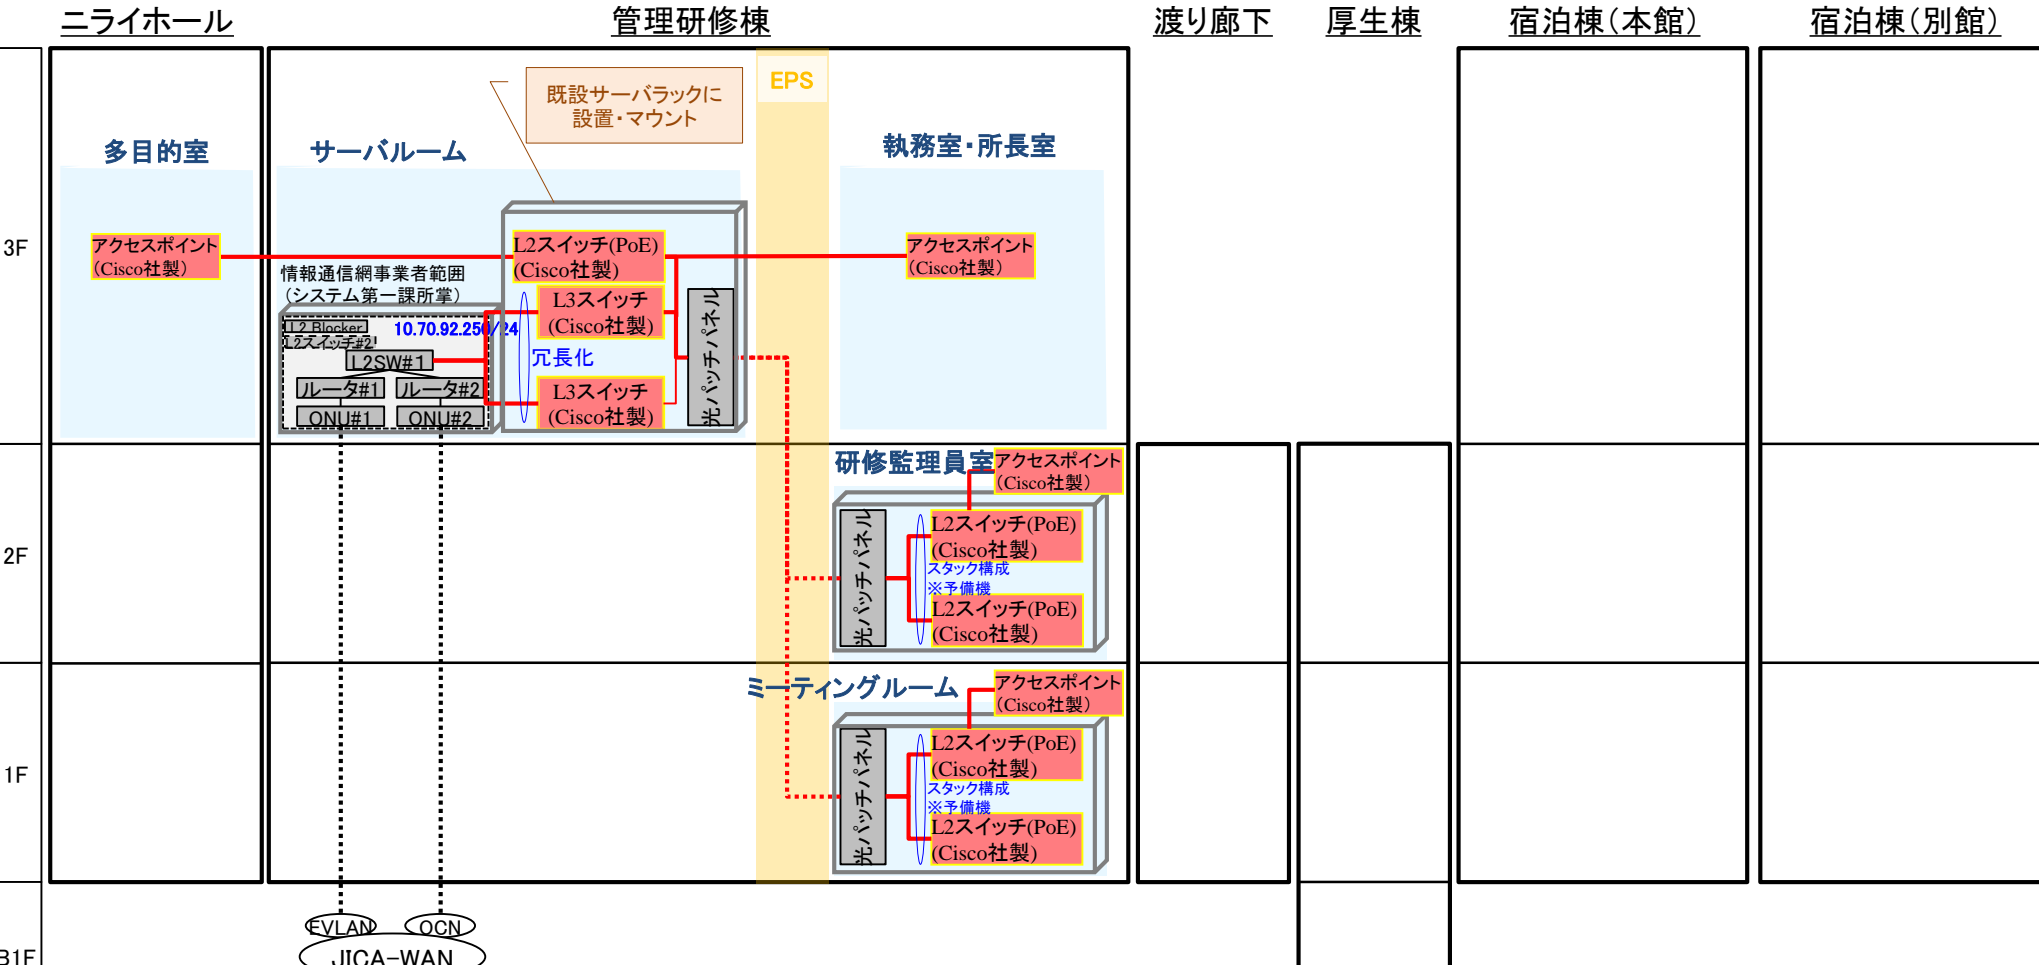 ニライホール
管理研修棟
渡り廊下
厚生棟
宿泊棟(本館)
宿泊棟(別館)
EPS
既設サーバラックに
設置・マウント
多目的室
サーバルーム
執務室・所長室
3F
アクセスポイント
(Cisco社製)
L2スイッチ(PoE)
(Cisco社製)
アクセスポイント
(Cisco社製)
情報通信網事業者範囲
(システム第一課所掌)
L3スイッチ
(Cisco社製)
光パッチパネル
L2 Blocker
10.70.92.250/24
L2スイッチ#2
L2SW#1
冗長化
ルータ#1
ルータ#2
L3スイッチ
(Cisco社製)
ONU#1
ONU#2
研修監理員室
アクセスポイント
(Cisco社製)
2F
光パッチパネル
L2スイッチ(PoE)
(Cisco社製)
スタック構成
※予備機
L2スイッチ(PoE)
(Cisco社製)
ミーティングルーム
アクセスポイント
(Cisco社製)
1F
光パッチパネル
L2スイッチ(PoE)
(Cisco社製)
スタック構成
※予備機
L2スイッチ(PoE)
(Cisco社製)
EVLAN
OCN
B1F
JICA-WAN